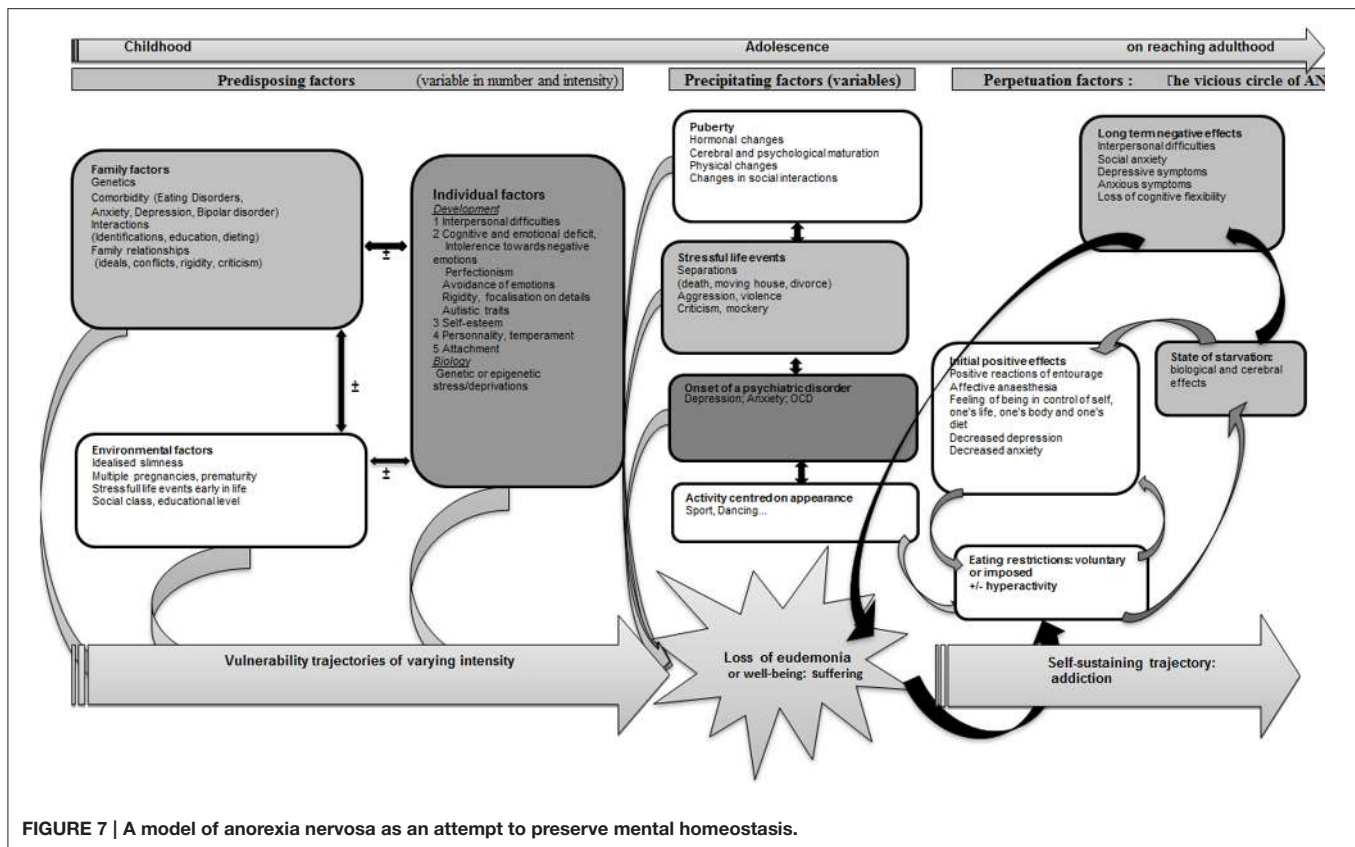 Childhood
Adolescence
on reaching adulthood
Predisposing factors (variable in number and intensity)
Precipitating factors (variables)
Perpetuation factors : The vicious circle of AN
Family factors
Genetics
Comorbidity (Eating Disorders,
Anxiety, Depression, Bipolar disorder)
Interactions
(Identifications, education, dieting)
Family relationships
(ideals, conflicts, rigidity, criticism)
±
Individual factors
Development
1 Interpersonal difficulties
2 Cognitive and emotional deficit,
Intolerence towards negative
emotions
Perfectionism
Avoidance of emotions
Rigidity, focalisation on details
Autistic traits
3 Self-esteem
4 Personnality, temperament
5 Attachment
Biology
Genetic or epigenetic
stress/deprivations
±
Environmental factors
Idealised slimness
Multiple pregnancies, prematurity
Stressfull life events early in life
Social class, educational level
±
Puberty
Hormonal changes
Cerebral and psychological maturation
Physical changes
Changes in social interactions
Stressful life events
Separations
(death, moving house, divorce)
Aggression, violence
Criticism, mockery
Onset of a psychiatric disorder
Depression; Anxiety; OCD
Activity centred on appearance
Sport, Dancing...
Long term negative effects
Interpersonal difficulties
Social anxiety
Depressive symptoms
Anxious symptoms
Loss of cognitive flexibility
Initial positive effects
Positive reactions of entourage
Affective anaesthesia
Feeling of being in control of self,
one's life, one's body and one's
diet
Decreased depression
Decreased anxiety
State of starvation:
biological and cerebral
effects
Eating restrictions: voluntary
or imposed
+/- hyperactivity
Vulnerability trajectories of varying intensity
Loss of eudemonia
or well-being: suffering
Self-sustaining trajectory:
addiction
FIGURE 7 | A model of anorexia nervosa as an attempt to preserve mental homeostasis.